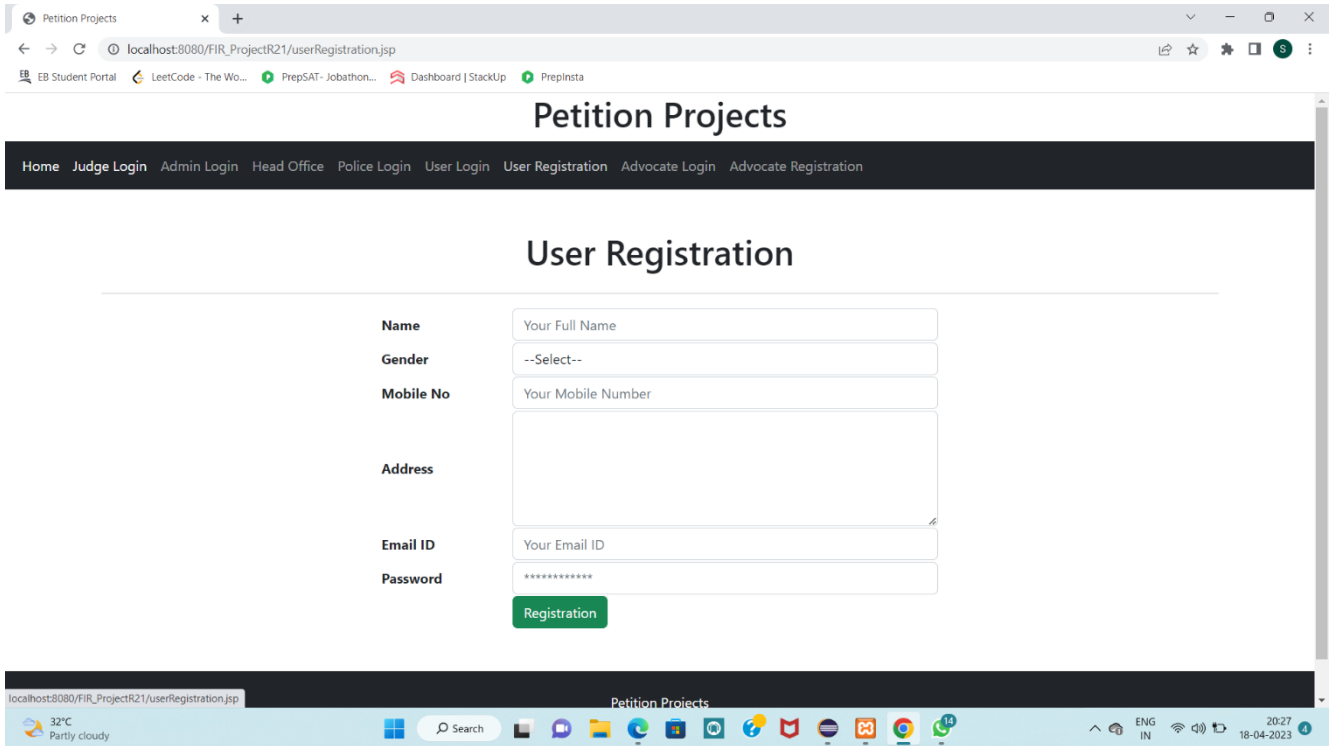 Petition Projects
localhost:8080/FIR_ProjectR21/userRegistration.jsp
S
EB
EB Student Portal LeetCode - The Wo... PrepSAT- Jobathon... Dashboard | StackUp PrepInsta
Petition Projects
Home Judge Login Admin Login Head Office Police Login User Login User Registration Advocate Login Advocate Registration
User Registration
Name Your Full Name
Gender --Select--
Mobile No Your Mobile Number
Address
Email ID Your Email ID
Password ************
Registration
localhost:8080/FIR_ProjectR21/userRegistration.jsp
Petition Projects
32°C
Partly cloudy
Search
14
ENG
IN
20:27
18-04-2023
4